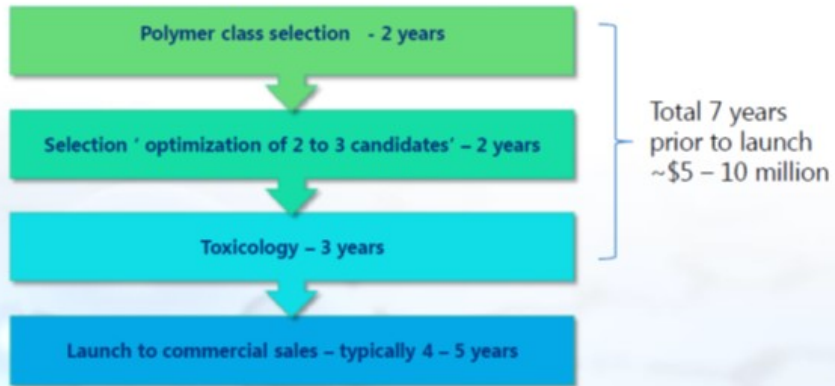 Polymer class selection - 2 years
Selection ' optimization of 2 to 3 candidates' – 2 years
Toxicology – 3 years
Launch to commercial sales – typically 4 – 5 years
Total 7 years
prior to launch
~$5 – 10 million